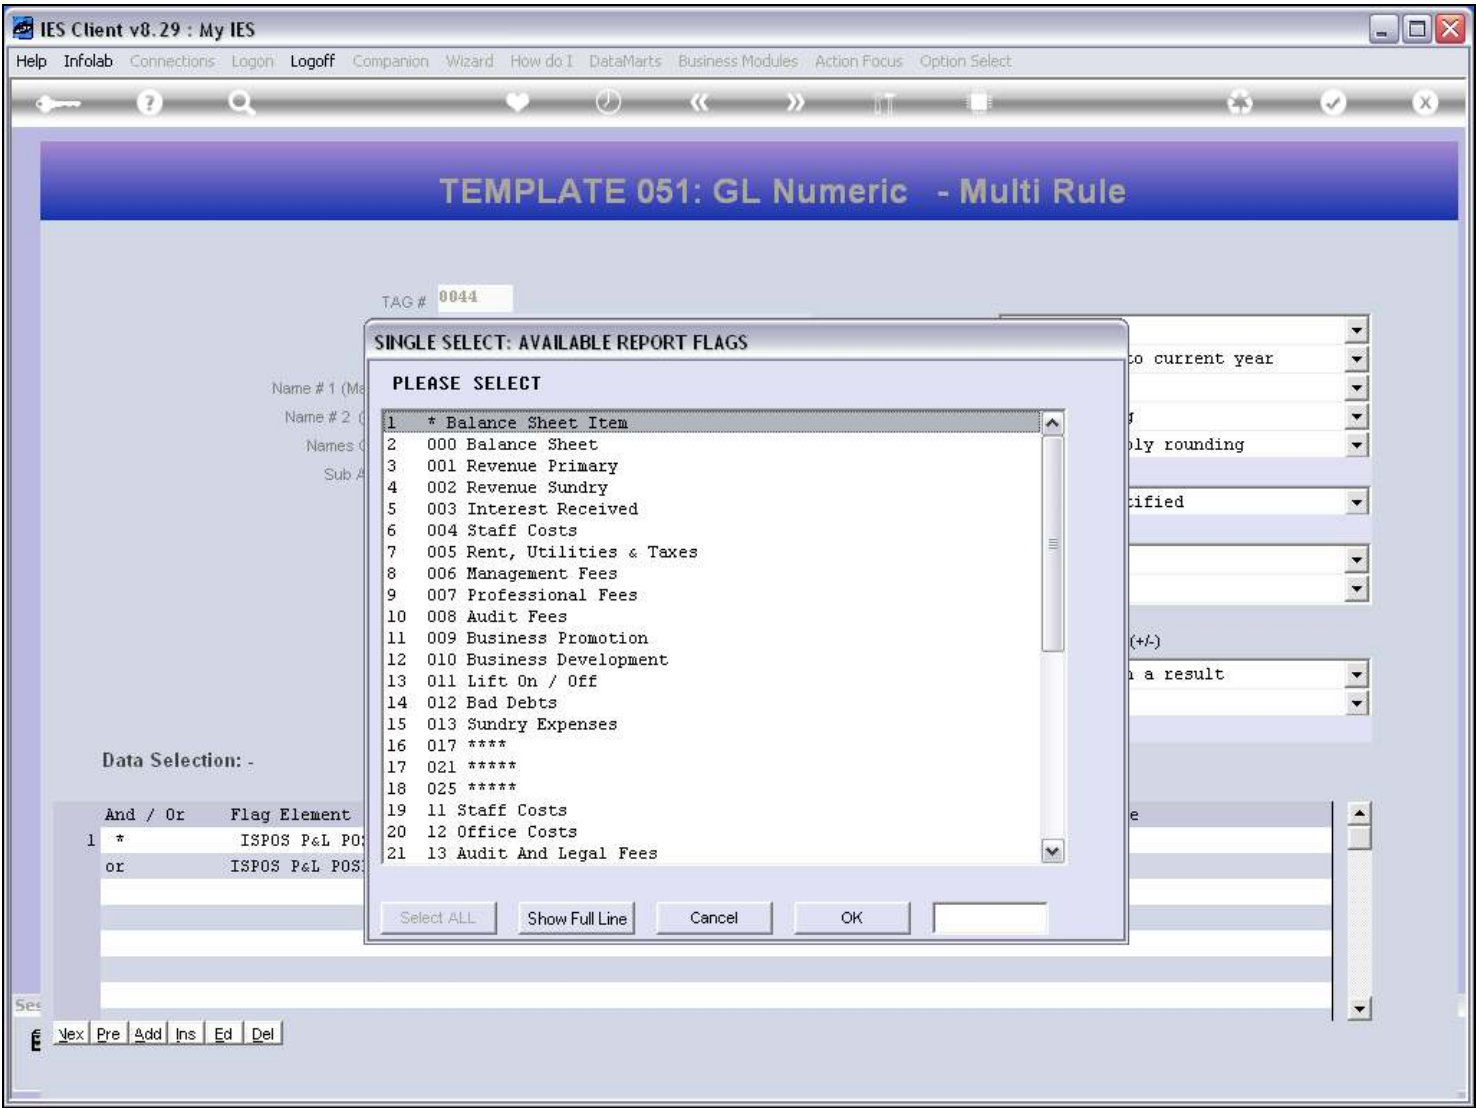 IES Client v8.29 : My IES
Help Infolab Connections Logon Logoff Companion Wizard How do I DataMarts Business Modules Action Focus Option Select
TEMPLATE 051: GL Numeric - Multi Rule
TAG # 0044
SINGLE SELECT: AVAILABLE REPORT FLAGS
to current year
PLEASE SELECT
Name # 1 (Ma
Name # 2
Names
rounding
Sub A
1 * Balance Sheet Item
2 000 Balance Sheet
3 001 Revenue Primary
4 002 Revenue Sundry
5 003 Interest Received
6 004 Staff Costs
7 005 Rent, Utilities & Taxes
8 006 Management Fees
9 007 Professional Fees
10 008 Audit Fees
11 009 Business Promotion
12 010 Business Development
13 011 Lift On / Off
14 012 Bad Debts
15 013 Sundry Expenses
16 017 ****
17 021 *****
18 025 *****
19 11 Staff Costs
20 12 Office Costs
21 13 Audit And Legal Fees
(+/-)
a result
Data Selection: -
And / Or Flag Element
1 * ISPOS P&L PO
or ISPOS P&L POS
Select ALL Show Full Line Cancel OK
Ses
Nex Pre Add Ins Ed Del